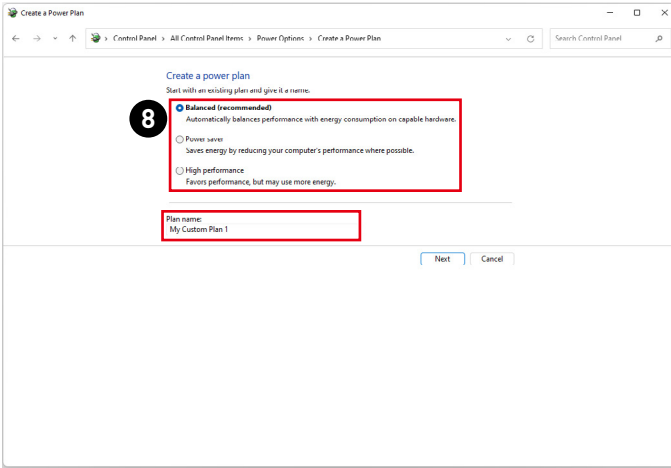 Create a Power Plan
Control Panel > All Control Panel Items > Power Options > Create a Power Plan
Search Control Panel
Create a power plan
Start with an existing plan and give it a name.
8
Balanced (recommended)
Automatically balances performance with energy consumption on capable hardware.
Power saver
Saves energy by reducing your computer's performance where possible.
High performance
Favors performance, but may use more energy.
Plan name:
My Custom Plan 1
Next Cancel